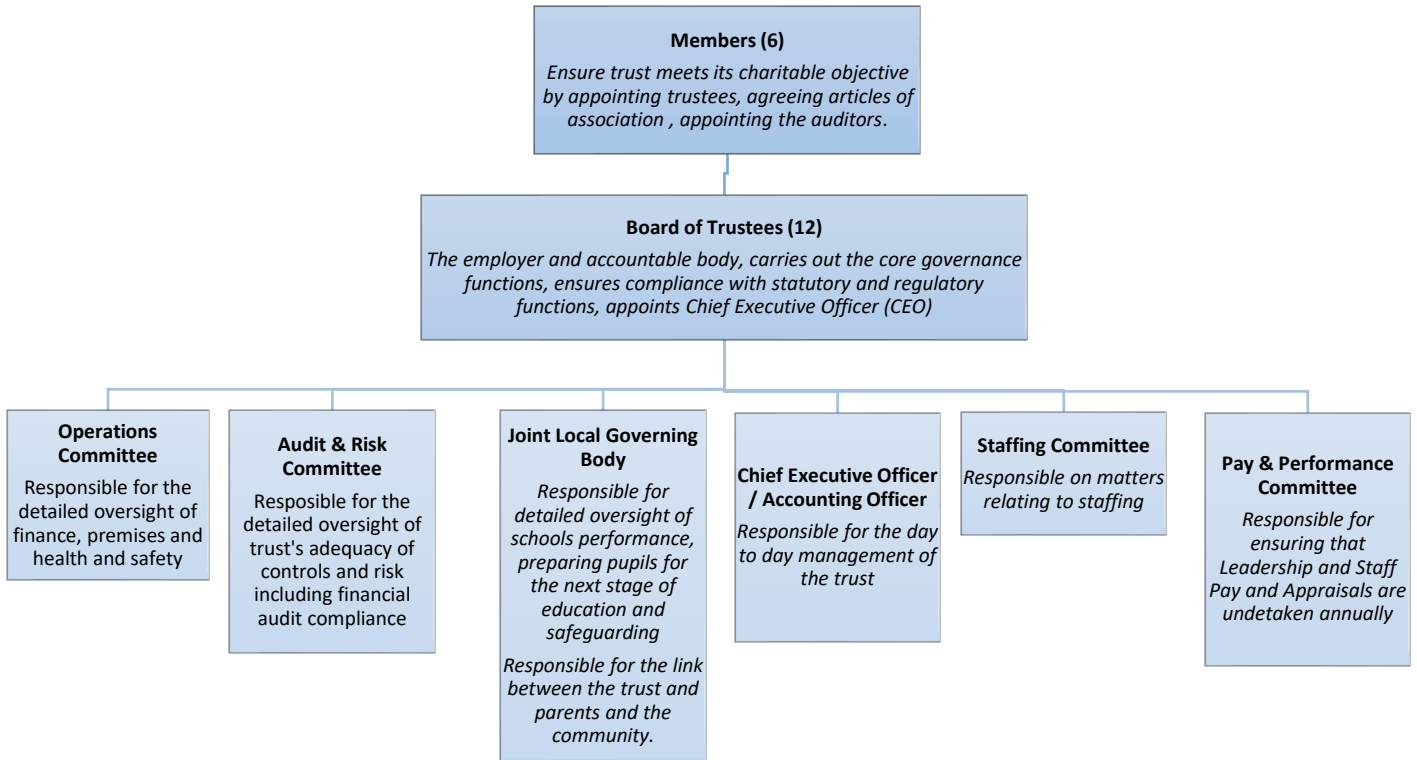 Members (6)
Ensure trust meets its charitable objective
by appointing trustees, agreeing articles of
association , appointing the auditors.
Board of Trustees (12)
The employer and accountable body, carries out the core governance
functions, ensures compliance with statutory and regulatory
functions, appoints Chief Executive Officer (CEO)
Operations
Committee
Responsible for the
detailed oversight of
finance, premises and
health and safety
Audit & Risk
Committee
Resposible for the
detailed oversight of
trust's adequacy of
controls and risk
including financial
audit compliance
Joint Local Governing
Body
Responsible for
detailed oversight of
schools performance,
preparing pupils for
the next stage of
education and
safeguarding
Responsible for the link
between the trust and
parents and the
community.
Chief Executive Officer
/ Accounting Officer
Responsible for the day
to day management of
the trust
Staffing Committee
Responsible on matters
relating to staffing
Pay & Performance
Committee
Responsible for
ensuring that
Leadership and Staff
Pay and Appraisals are
undetaken annually